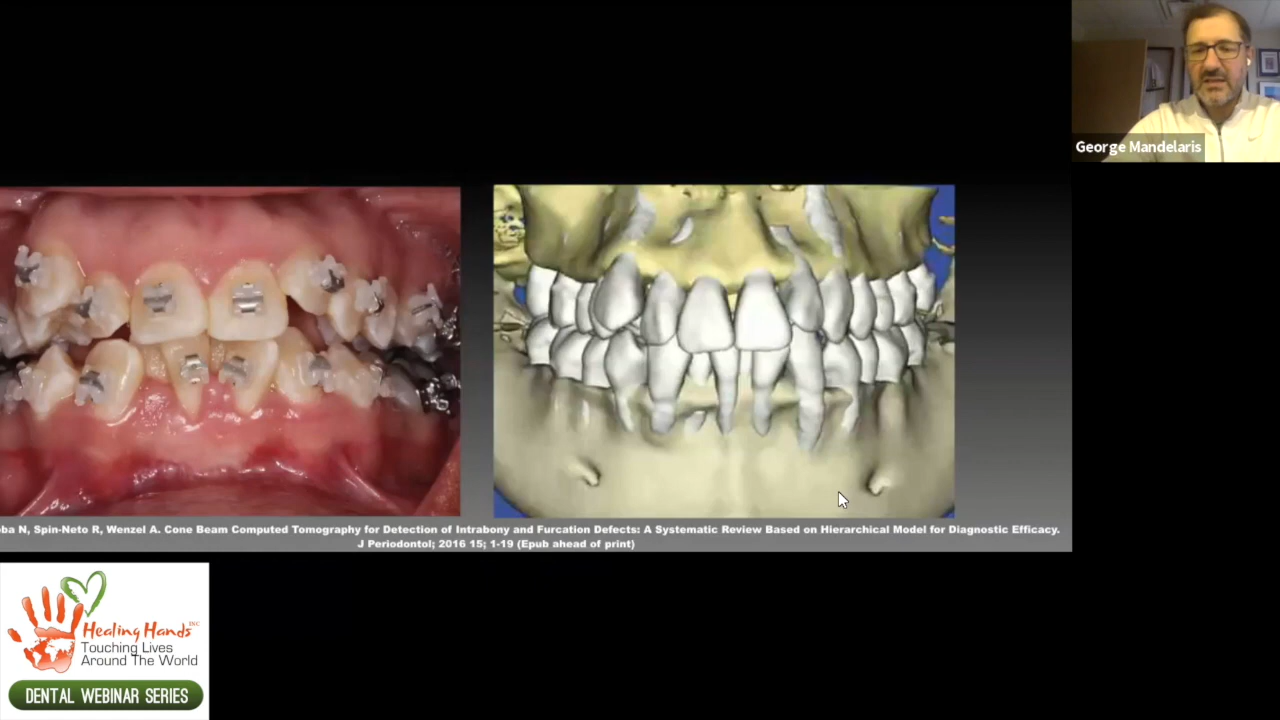 George Mandelaris
ba N, Spin-Neto R, Wenzel A. Cone Beam Computed Tomography for Detection of Intrabony and Furcation Defects: A Systematic Review Based on Hierarchical Model for Diagnostic Efficacy.
J Periodontol; 2016 15; 1-19 (Epub ahead of print)
Healing Hands INC
Touching Lives
Around The World
DENTAL WEBINAR SERIES